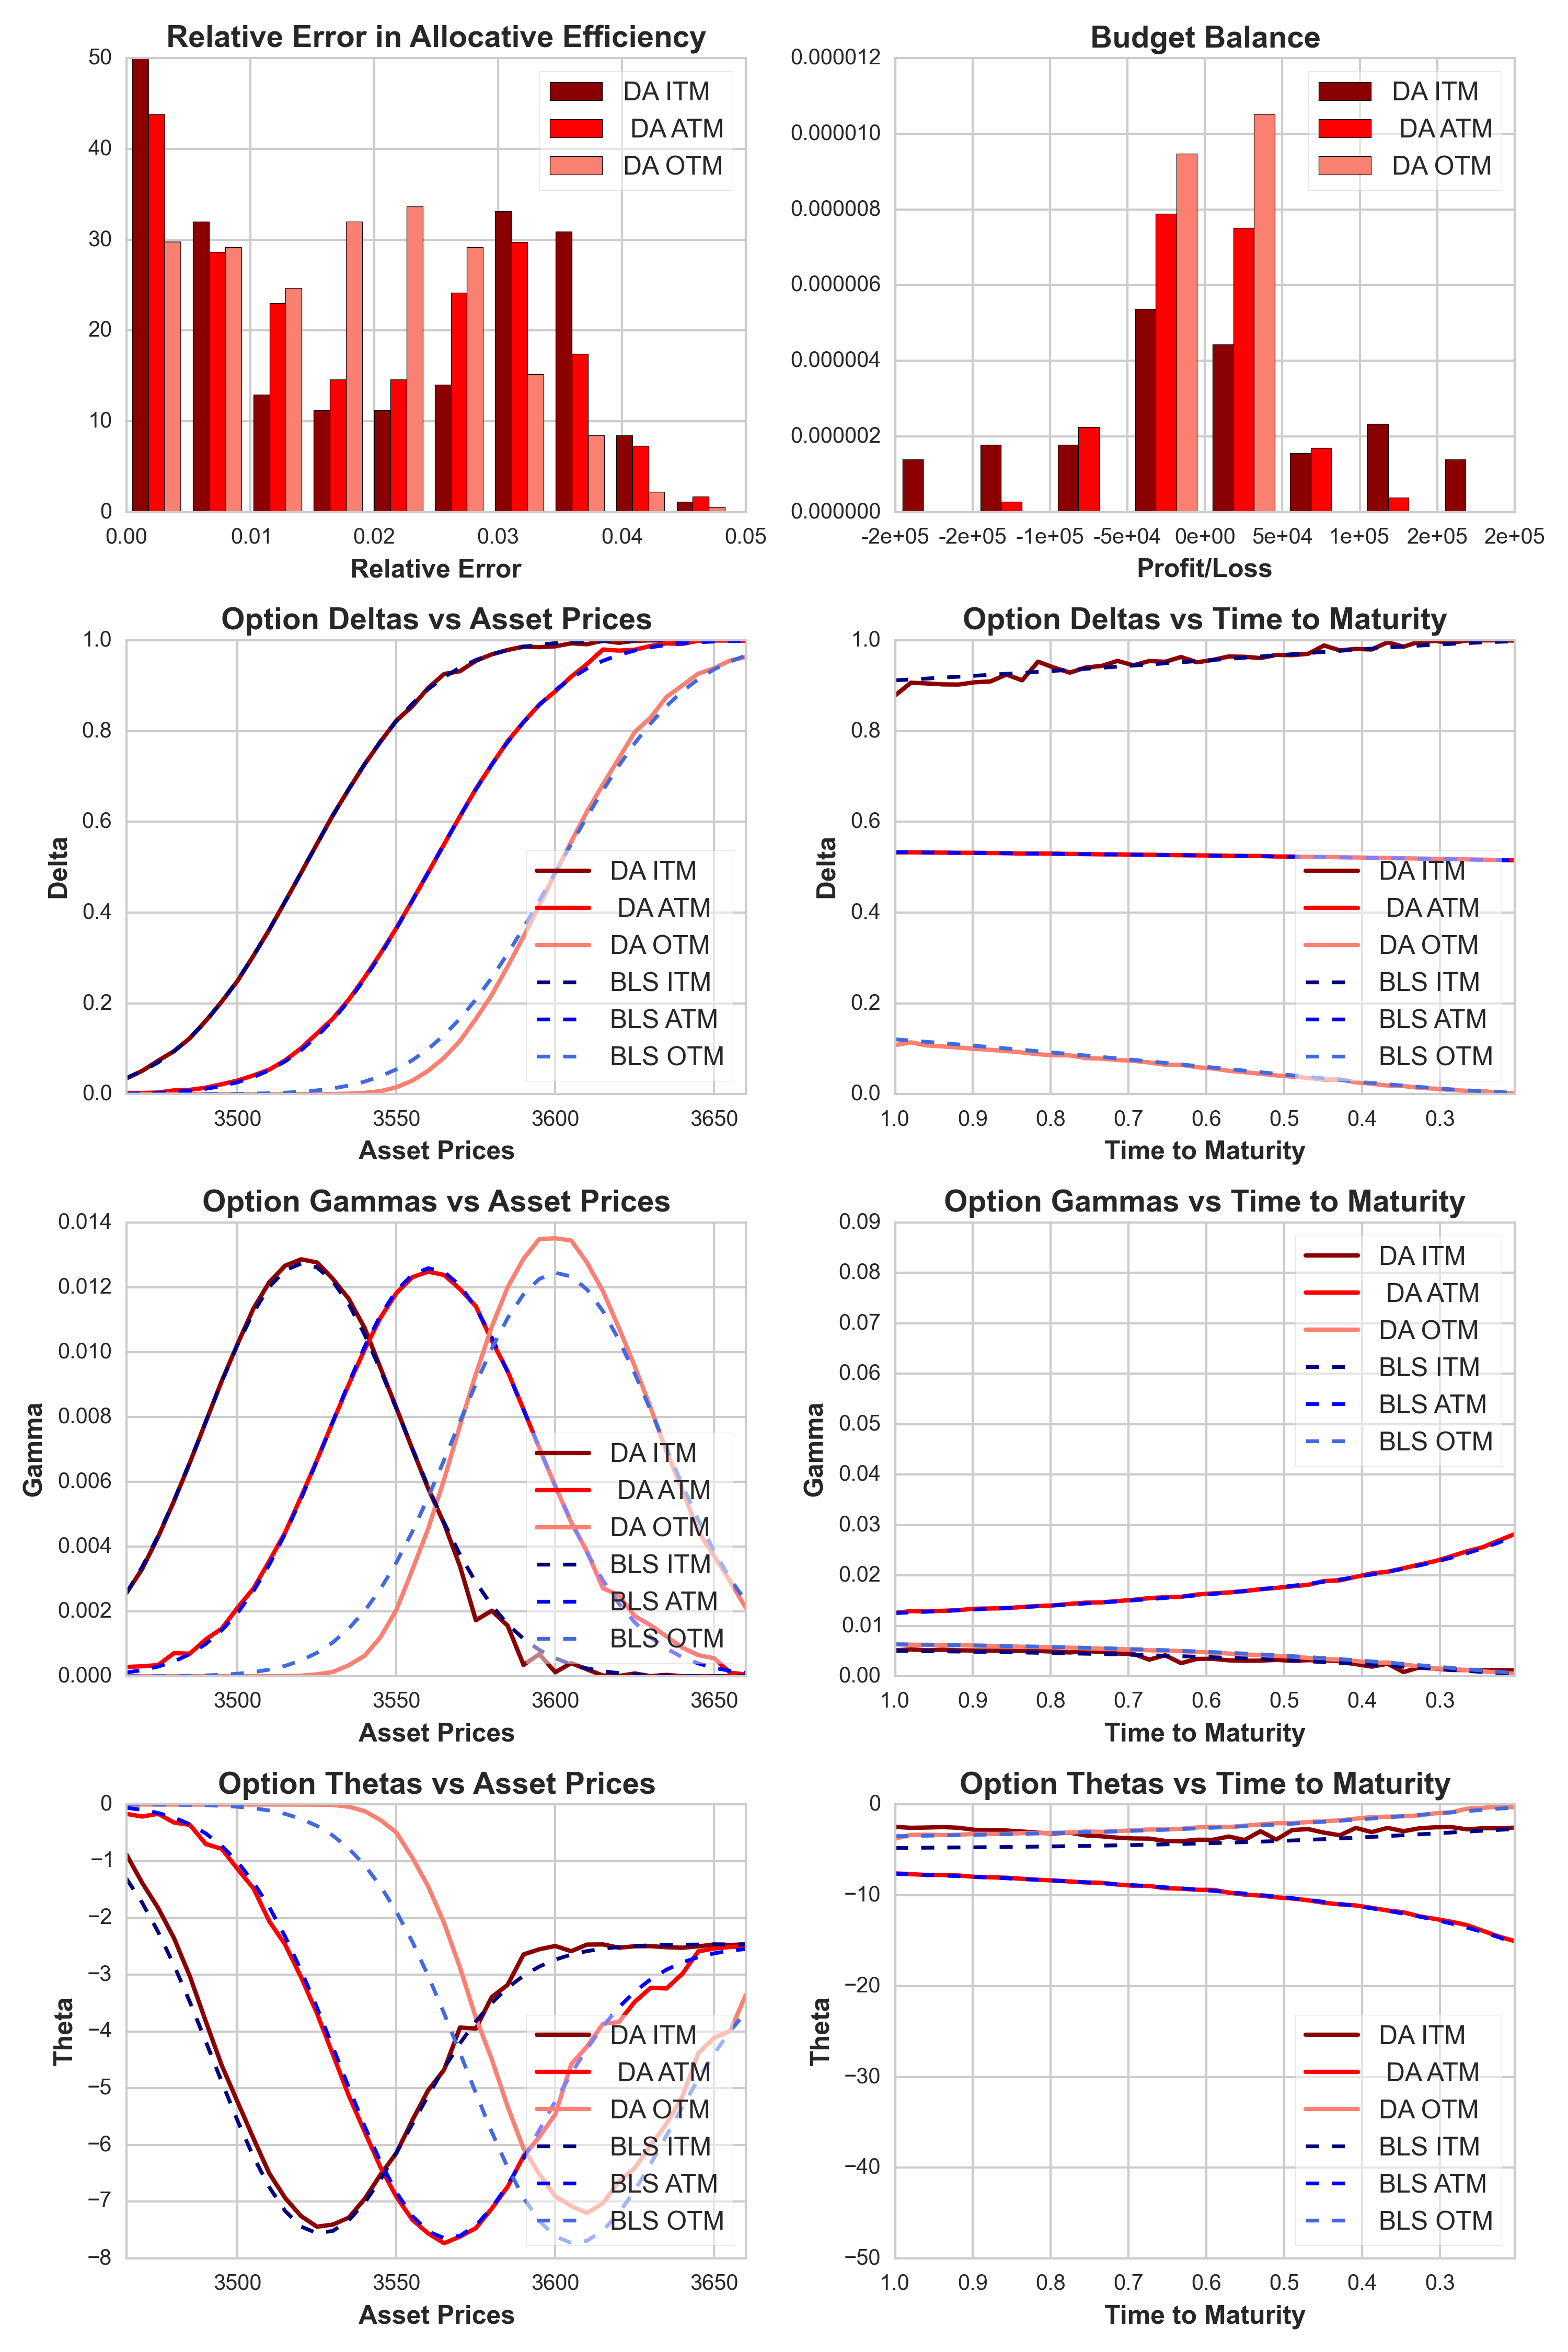 Relative Error in Allocative Efficiency
50
40
30
20
10
0
DA ITM
DA ATM
DA OTM
0.00 0.01 0.02 0.03 0.04 0.05
Relative Error
Budget Balance
0.000012
0.000010
0.000008
0.000006
0.000004
0.000002
0.000000
DA ITM
DA ATM
DA OTM
-2e+05 -2e+05 -1e+05 -5e+04 0e+00 5e+04 1e+05 2e+05 2e+05
Profit/Loss
Option Deltas vs Asset Prices
1.0
0.8
0.6
0.4
0.2
0.0
Delta
DA ITM
DA ATM
DA OTM
BLS ITM
BLS ATM
BLS OTM
3500 3550 3600 3650
Asset Prices
Option Deltas vs Time to Maturity
1.0
0.8
0.6
0.4
0.2
0.0
Delta
DA ITM
DA ATM
DA OTM
BLS ITM
BLS ATM
BLS OTM
1.0 0.9 0.8 0.7 0.6 0.5 0.4 0.3
Time to Maturity
Option Gammas vs Asset Prices
0.014
0.012
0.010
0.008
0.006
0.004
0.002
0.000
Gamma
DA ITM
DA ATM
DA OTM
BLS ITM
BLS ATM
BLS OTM
3500 3550 3600 3650
Asset Prices
Option Gammas vs Time to Maturity
0.09
0.08
0.07
0.06
0.05
0.04
0.03
0.02
0.01
0.00
Gamma
DA ITM
DA ATM
DA OTM
BLS ITM
BLS ATM
BLS OTM
1.0 0.9 0.8 0.7 0.6 0.5 0.4 0.3
Time to Maturity
Option Thetas vs Asset Prices
0
−1
−2
−3
−4
−5
−6
−7
−8
Theta
DA ITM
DA ATM
DA OTM
BLS ITM
BLS ATM
BLS OTM
3500 3550 3600 3650
Asset Prices
Option Thetas vs Time to Maturity
0
−10
−20
−30
−40
−50
Theta
DA ITM
DA ATM
DA OTM
BLS ITM
BLS ATM
BLS OTM
1.0 0.9 0.8 0.7 0.6 0.5 0.4 0.3
Time to Maturity